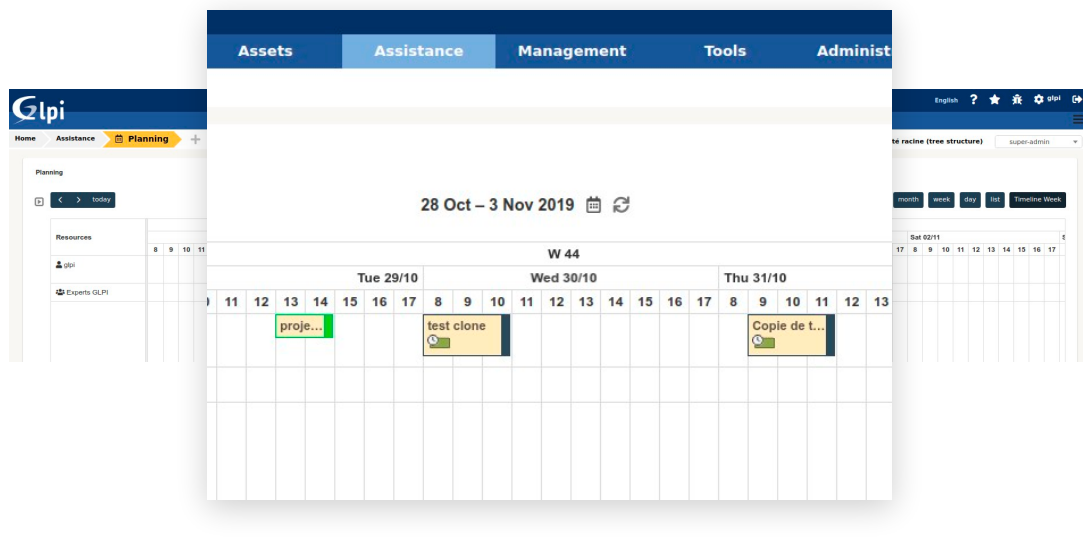 Assets Assistance Management Tools Administ
Glpi
English ? glpi
Home Assistance Planning +
té racine (tree structure) super-admin
Planning
today
28 Oct – 3 Nov 2019
month week day list Timeline Week
Resources
W 44
Sat 02/11
8 9 10 11
17 8 9 10 11 12 13 14 15 16 17
Tue 29/10 Wed 30/10 Thu 31/10
11 12 13 14 15 16 17 8 9 10 11 12 13 14 15 16 17 8 9 10 11 12 13
glpi
Experts GLPI
proje... test clone Copie de t...